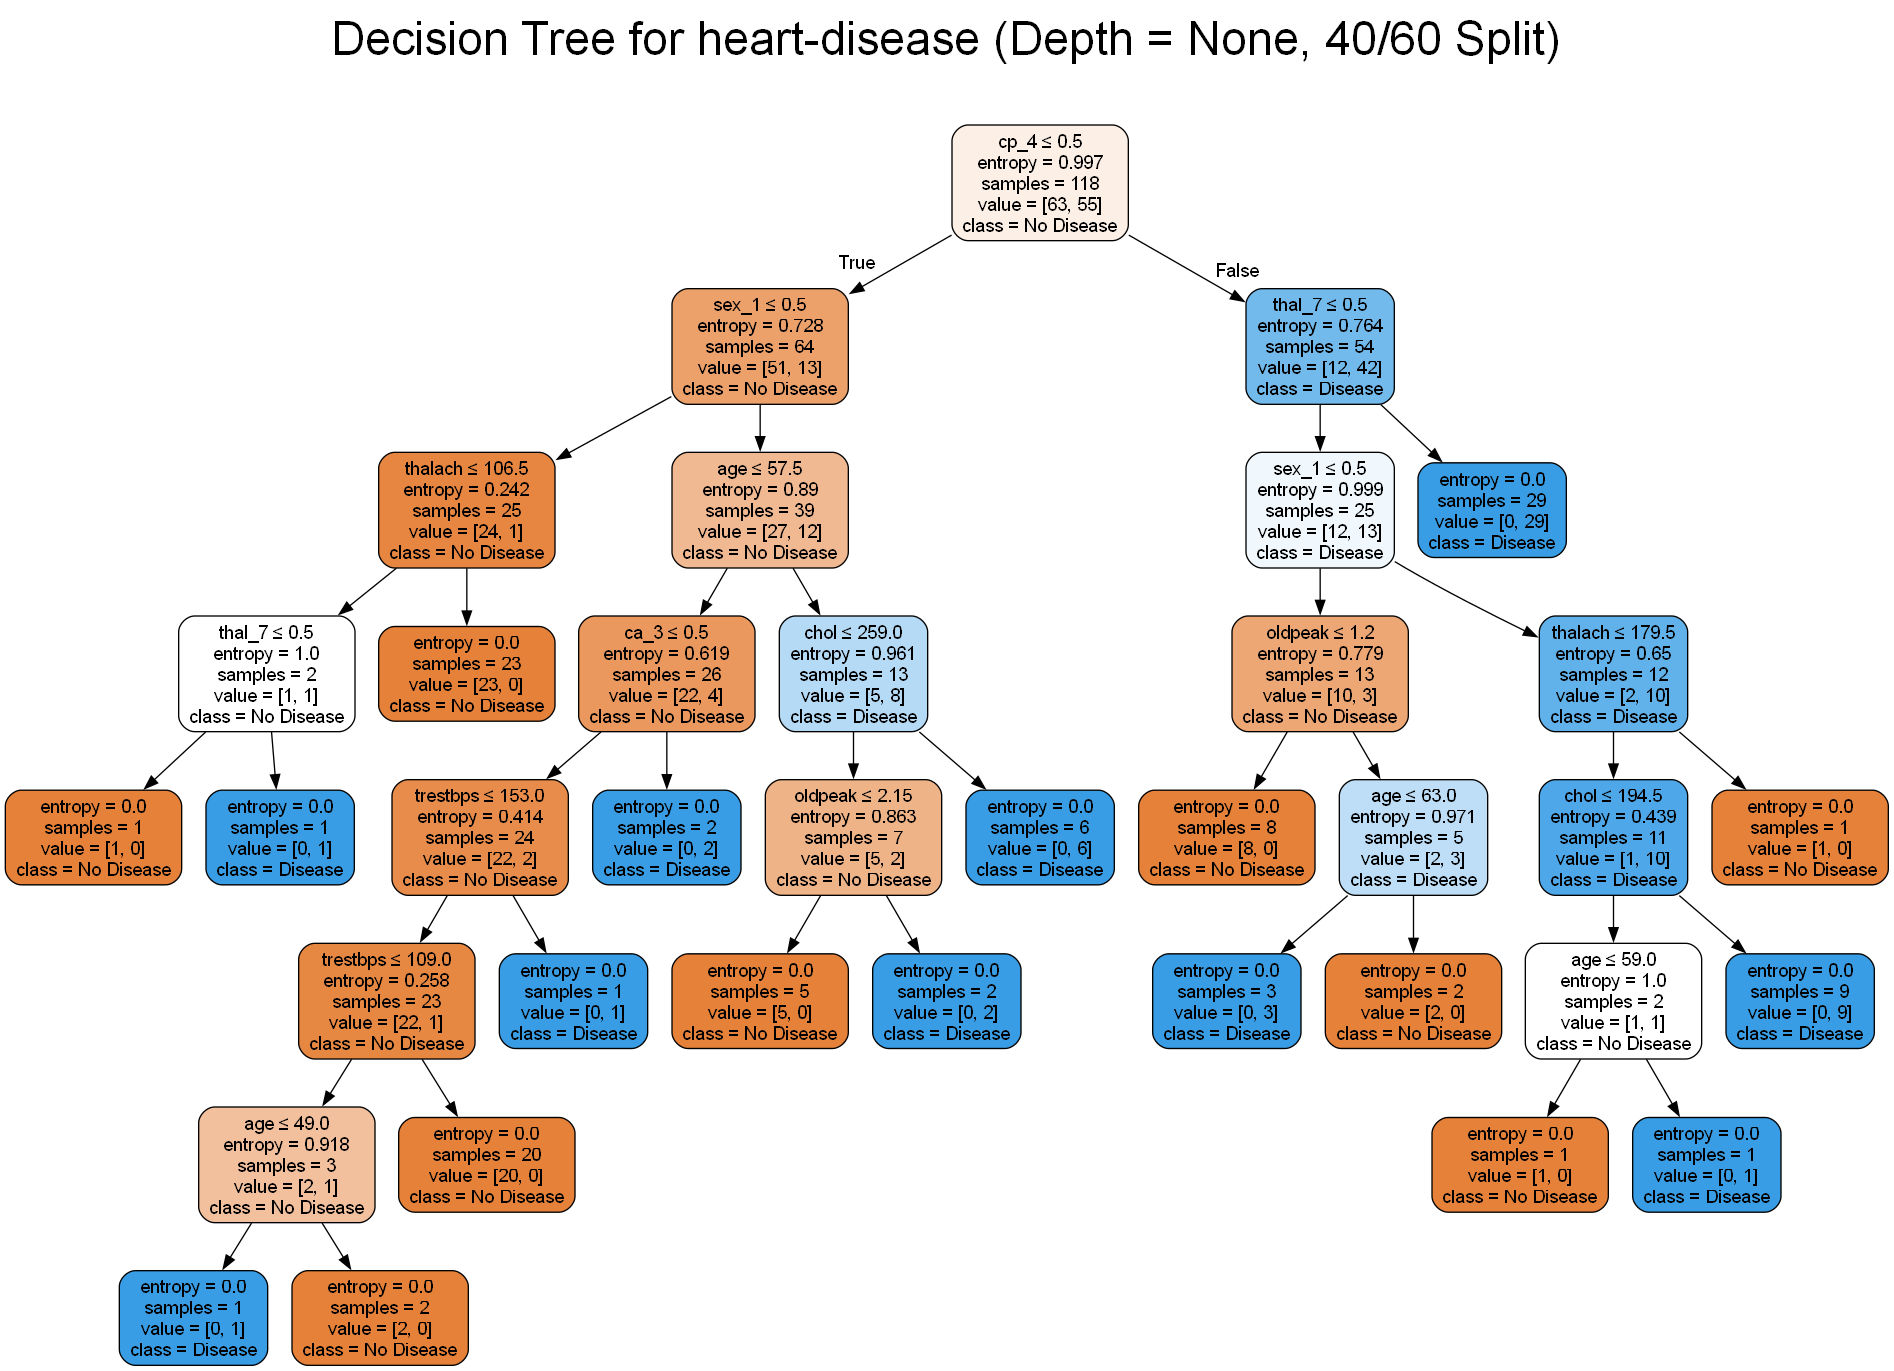 Decision Tree for heart-disease (Depth = None, 40/60 Split)
cp_4 ≤ 0.5
entropy = 0.997
samples = 118
value = [63, 55]
class = No Disease
True
False
sex_1 ≤ 0.5
entropy = 0.728
samples = 64
value = [51, 13]
class = No Disease
thal_7 ≤ 0.5
entropy = 0.764
samples = 54
value = [12, 42]
class = Disease
thalach ≤ 106.5
entropy = 0.242
samples = 25
value = [24, 1]
class = No Disease
age ≤ 57.5
entropy = 0.89
samples = 39
value = [27, 12]
class = No Disease
sex_1 ≤ 0.5
entropy = 0.999
samples = 25
value = [12, 13]
class = Disease
entropy = 0.0
samples = 29
value = [0, 29]
class = Disease
thal_7 ≤ 0.5
entropy = 1.0
samples = 2
value = [1, 1]
class = No Disease
entropy = 0.0
samples = 23
value = [23, 0]
class = No Disease
ca_3 ≤ 0.5
entropy = 0.619
samples = 26
value = [22, 4]
class = No Disease
chol ≤ 259.0
entropy = 0.961
samples = 13
value = [5, 8]
class = Disease
oldpeak ≤ 1.2
entropy = 0.779
samples = 13
value = [10, 3]
class = No Disease
thalach ≤ 179.5
entropy = 0.65
samples = 12
value = [2, 10]
class = Disease
entropy = 0.0
samples = 1
value = [1, 0]
class = No Disease
entropy = 0.0
samples = 1
value = [0, 1]
class = Disease
trestbps ≤ 153.0
entropy = 0.414
samples = 24
value = [22, 2]
class = No Disease
entropy = 0.0
samples = 2
value = [0, 2]
class = Disease
oldpeak ≤ 2.15
entropy = 0.863
samples = 7
value = [5, 2]
class = No Disease
entropy = 0.0
samples = 6
value = [0, 6]
class = Disease
entropy = 0.0
samples = 8
value = [8, 0]
class = No Disease
age ≤ 63.0
entropy = 0.971
samples = 5
value = [2, 3]
class = Disease
chol ≤ 194.5
entropy = 0.439
samples = 11
value = [1, 10]
class = Disease
entropy = 0.0
samples = 1
value = [1, 0]
class = No Disease
trestbps ≤ 109.0
entropy = 0.258
samples = 23
value = [22, 1]
class = No Disease
entropy = 0.0
samples = 1
value = [0, 1]
class = Disease
entropy = 0.0
samples = 5
value = [5, 0]
class = No Disease
entropy = 0.0
samples = 2
value = [0, 2]
class = Disease
entropy = 0.0
samples = 3
value = [0, 3]
class = Disease
entropy = 0.0
samples = 2
value = [2, 0]
class = No Disease
age ≤ 59.0
entropy = 1.0
samples = 2
value = [1, 1]
class = No Disease
entropy = 0.0
samples = 9
value = [0, 9]
class = Disease
age ≤ 49.0
entropy = 0.918
samples = 3
value = [2, 1]
class = No Disease
entropy = 0.0
samples = 20
value = [20, 0]
class = No Disease
entropy = 0.0
samples = 1
value = [1, 0]
class = No Disease
entropy = 0.0
samples = 1
value = [0, 1]
class = Disease
entropy = 0.0
samples = 1
value = [0, 1]
class = Disease
entropy = 0.0
samples = 2
value = [2, 0]
class = No Disease